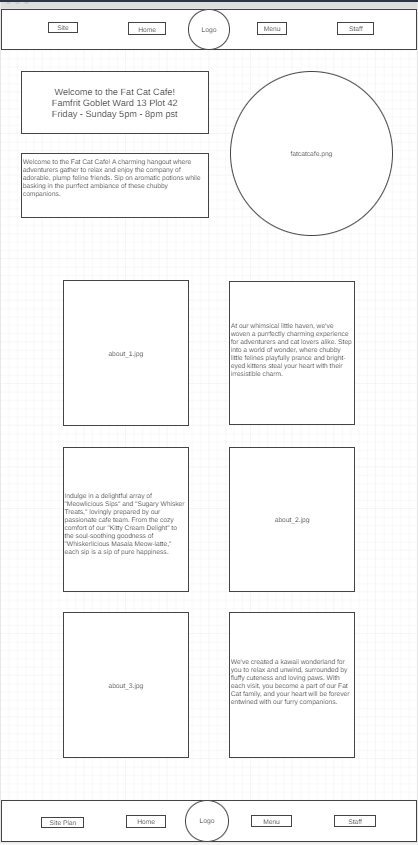 Site
Home
Logo
Menu
Staff
Welcome to the Fat Cat Cafe!
Famfrit Goblet Ward 13 Plot 42
Friday - Sunday 5pm - 8pm pst
fatcatcafe.png
Welcome to the Fat Cat Cafe! A charming hangout where
adventurers gather to relax and enjoy the company of
adorable, plump feline friends. Sip on aromatic potions while
basking in the purrfect ambiance of these chubby
companions.
about_1.jpg
At our whimsical little haven, we've
woven a purrfectly charming experience
for adventurers and cat lovers alike. Step
into a world of wonder, where chubby
little felines playfully prance and bright-
eyed kittens steal your heart with their
irresistible charm.
Indulge in a delightful array of
"Meowlicious Sips" and "Sugary Whisker
Treats," lovingly prepared by our
passionate cafe team. From the cozy
comfort of our "Kitty Cream Delight" to
the soul-soothing goodness of
"Whiskerlicious Masala Meow-latte,"
each sip is a sip of pure happiness.
about_2.jpg
about_3.jpg
We've created a kawaii wonderland for
you to relax and unwind, surrounded by
fluffy cuteness and loving paws. With
each visit, you become a part of our Fat
Cat family, and your heart will be forever
entwined with our furry companions.
Site Plan
Home
Logo
Menu
Staff